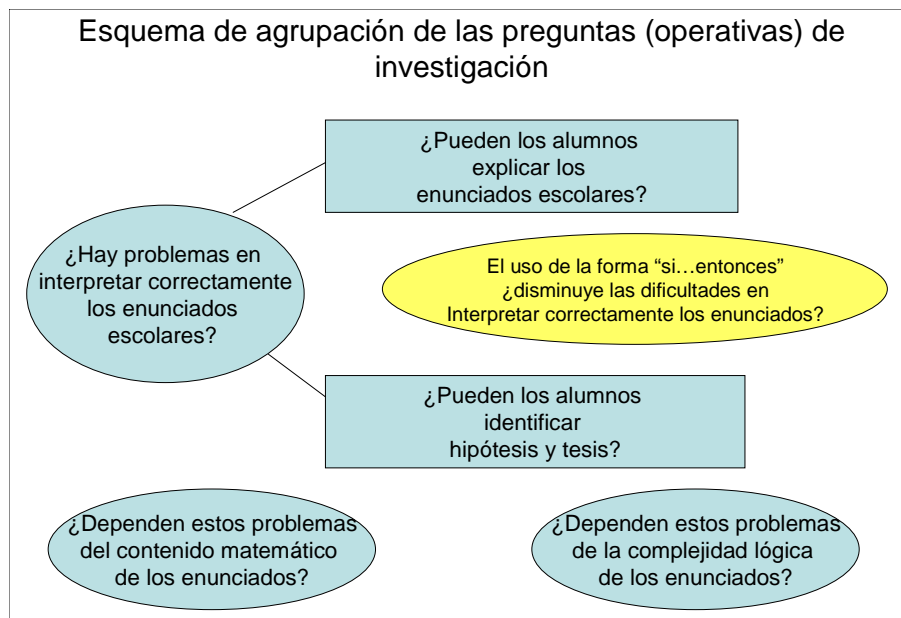 Esquema de agrupación de las preguntas (operativas) de
investigación
¿Pueden los alumnos
explicar los
enunciados escolares?
¿Hay problemas en
interpretar correctamente
los enunciados
escolares?
El uso de la forma “si…entonces”
¿disminuye las dificultades en
Interpretar correctamente los enunciados?
¿Pueden los alumnos
identificar
hipótesis y tesis?
¿Dependen estos problemas
del contenido matemático
de los enunciados?
¿Dependen estos problemas
de la complejidad lógica
de los enunciados?